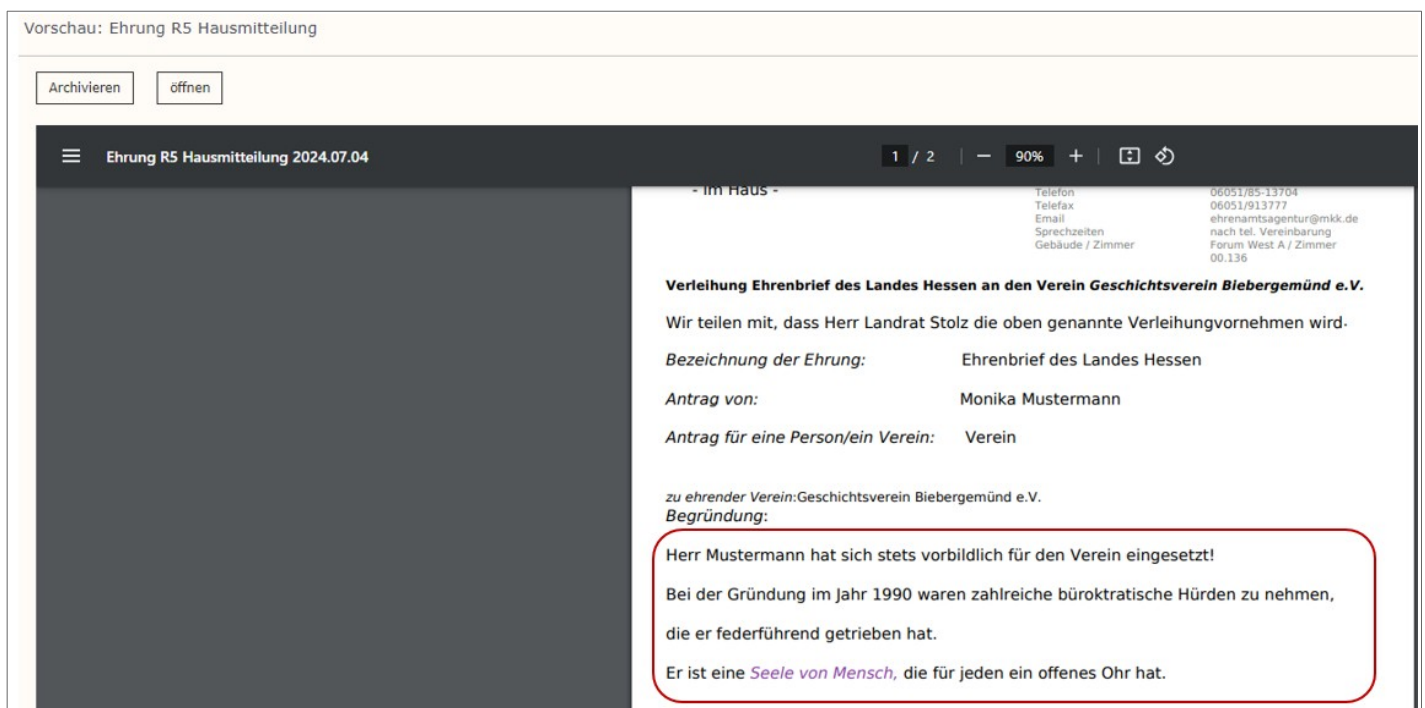 Vorschau: Ehrung R5 Hausmitteilung
Archivieren öffnen
Ehrung R5 Hausmitteilung 2024.07.04 1 / 2 | − 90% + |
- Im Haus -
Telefon 06051/85-13704
Telefax 06051/913777
Email ehrenamtsagentur@mkk.de
Sprechzeiten nach tel. Vereinbarung
Gebäude / Zimmer Forum West A / Zimmer
00.136
Verleihung Ehrenbrief des Landes Hessen an den Verein Geschichtsverein Biebergemünd e.V.
Wir teilen mit, dass Herr Landrat Stolz die oben genannte Verleihungvornehmen wird.
Bezeichnung der Ehrung: Ehrenbrief des Landes Hessen
Antrag von: Monika Mustermann
Antrag für eine Person/ein Verein: Verein
zu ehrender Verein:Geschichtsverein Biebergemünd e.V.
Begründung:
Herr Mustermann hat sich stets vorbildlich für den Verein eingesetzt!
Bei der Gründung im Jahr 1990 waren zahlreiche büroktratische Hürden zu nehmen,
die er federführend getrieben hat.
Er ist eine Seele von Mensch, die für jeden ein offenes Ohr hat.